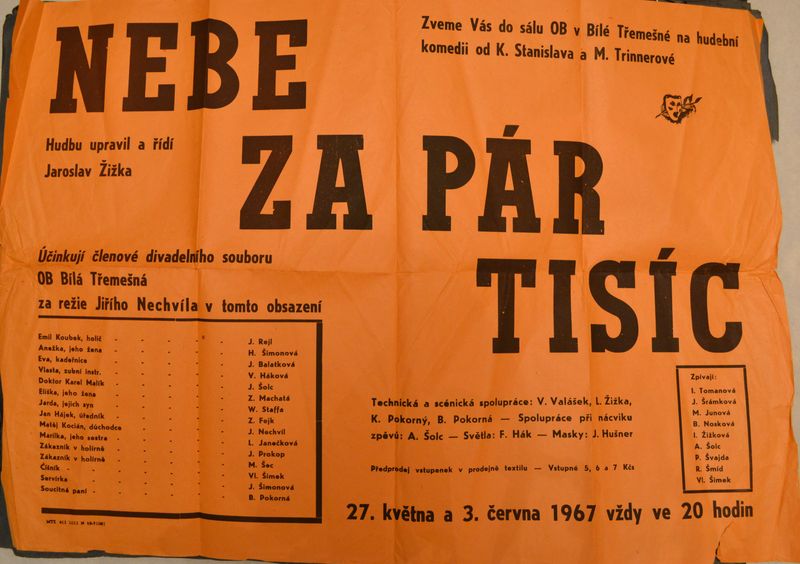 NEBE
ZA PÁR
TISÍC
Zveme Vás do sálu OB v Bílé Třemešné na hudební
komedii od K. Stanislava a M. Trinnerové
Hudbu upravil a řídí
Jaroslav Žižka
Účinkují členové divadelního souboru
OB Bílá Třemešná
za režie Jiřího Nechvíla v tomto obsazení
Emil Koubek, holič - - - - J. Rejl
Anežka, jeho žena - - - - H. Šimonová
Eva, kadeřnice - - - - J. Balatková
Vlasta, zubní instr. - - - - V. Háková
Doktor Karel Malík - - - - J. Šolc
Eliška, jeho žena - - - - Z. Machatá
Jarda, jejich syn - - - - W. Staffa
Jan Hájek, úředník - - - - Z. Fejk
Matěj Kocián, důchodce - - - - J. Nechvíl
Mařilka, jeho sestra - - - - L. Janečková
Zákazník v holírně - - - - J. Prokop
Zákazník v holírně - - - - M. Šec
Číšník - - - - Vl. Šimek
Servírka - - - - J. Šimonová
Soucitná paní - - - - B. Pokorná
Technická a scénická spolupráce: V. Valášek, L. Žižka,
K. Pokorný, B. Pokorná — Spolupráce při nácviku
zpěvů: A. Šolc — Světla: F. Hák — Masky: J. Hušner
Předprodej vstupenek v prodejně textilu — Vstupné 5, 6 a 7 Kčs
Zpívají:
I. Tomanová
J. Šrámková
M. Junová
B. Nosková
I. Žižková
A. Šolc
P. Švajda
R. Šmíd
Vl. Šimek
27. května a 3. června 1967 vždy ve 20 hodin